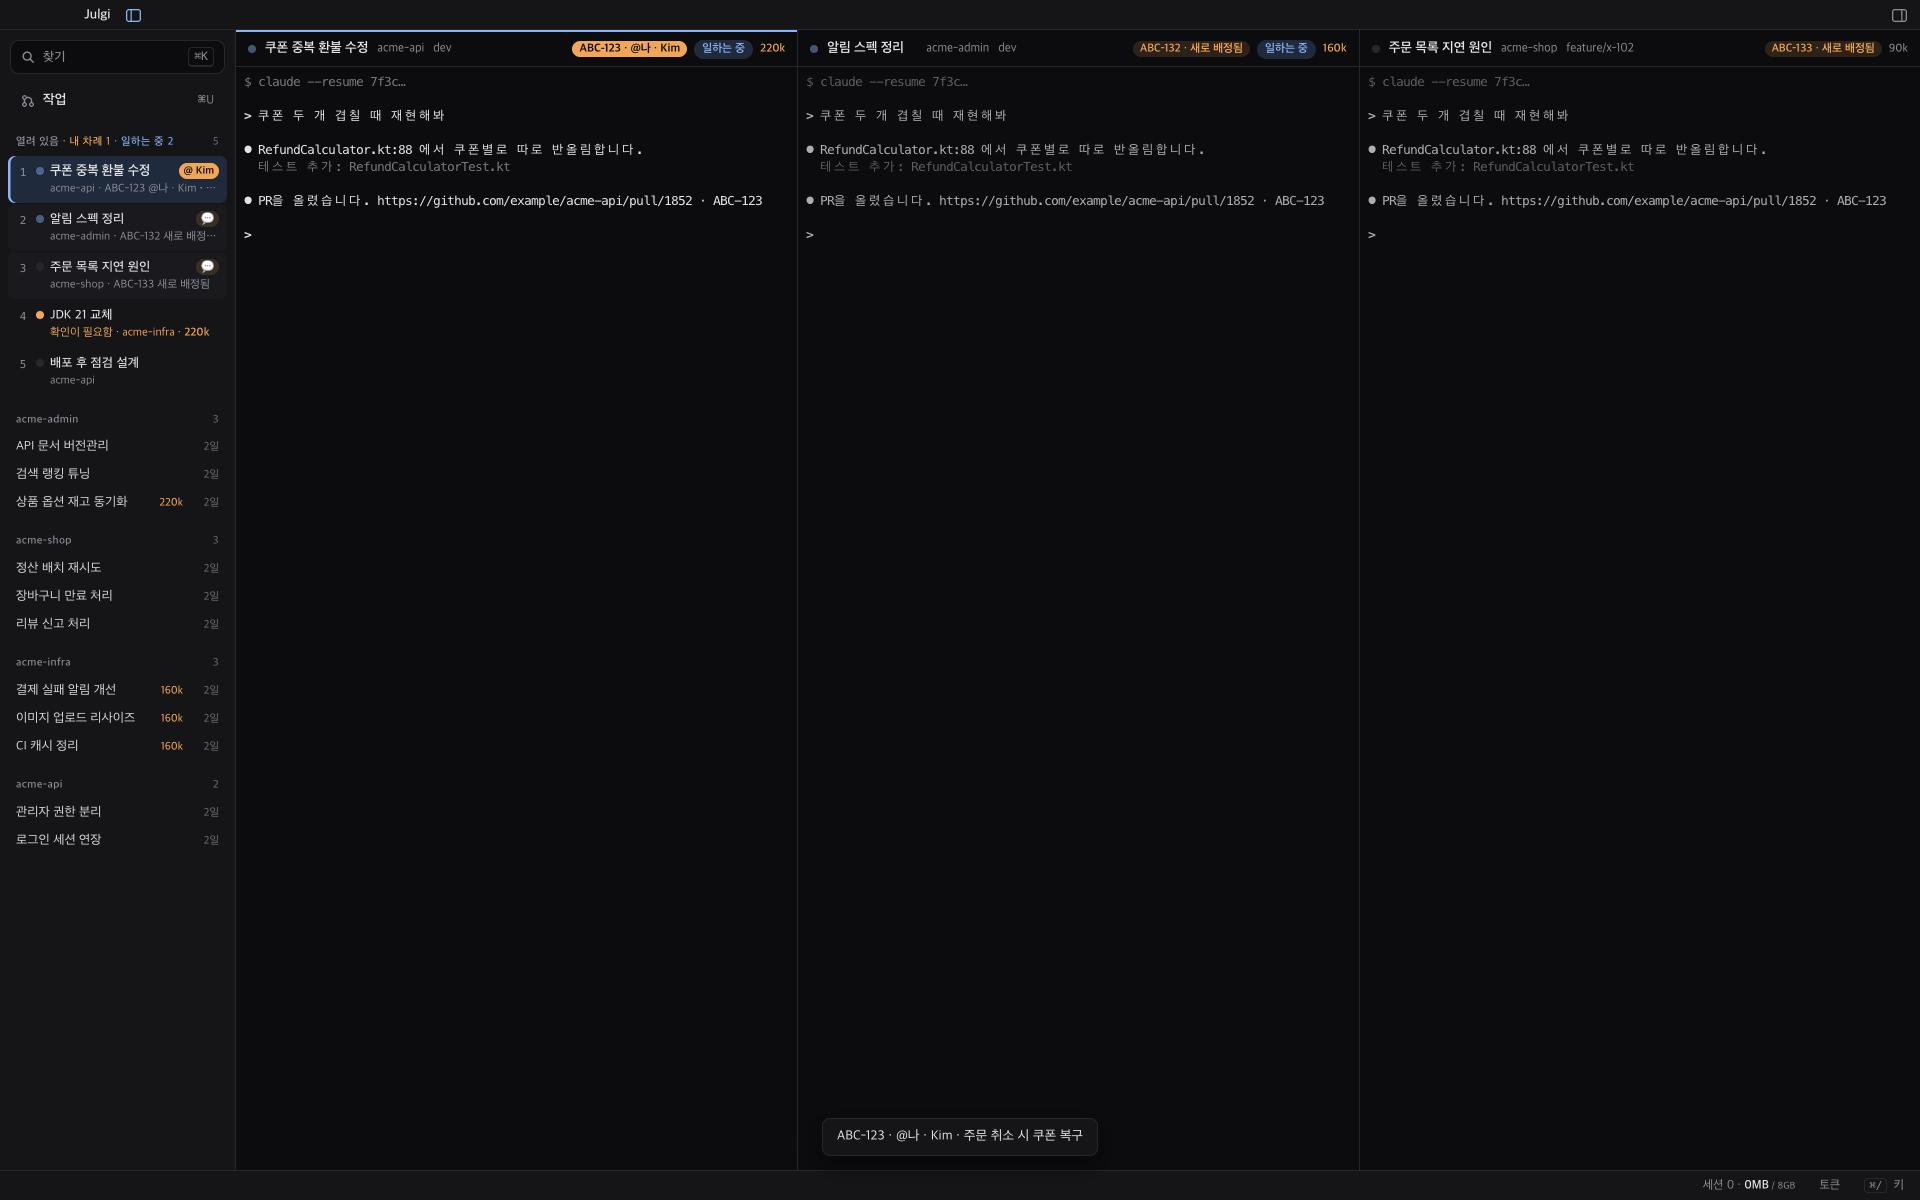 Julgi
찾기 ⌘K
작업 ⌘U
열려 있음 · 내 차례 1 · 일하는 중 2 5
1 쿠폰 중복 환불 수정 @ Kim
acme-api · ABC-123 @나 · Kim · ···
2 알림 스펙 정리 💬
acme-admin · ABC-132 새로 배정···
3 주문 목록 지연 원인 💬
acme-shop · ABC-133 새로 배정됨
4 JDK 21 교체
확인이 필요함 · acme-infra · 220k
5 배포 후 점검 설계
acme-api
acme-admin 3
API 문서 버전관리 2일
검색 랭킹 튜닝 2일
상품 옵션 재고 동기화 220k 2일
acme-shop 3
정산 배치 재시도 2일
장바구니 만료 처리 2일
리뷰 신고 처리 2일
acme-infra 3
결제 실패 알림 개선 160k 2일
이미지 업로드 리사이즈 160k 2일
CI 캐시 정리 160k 2일
acme-api 2
관리자 권한 분리 2일
로그인 세션 연장 2일
쿠폰 중복 환불 수정 acme-api dev ABC-123 · @나 · Kim 일하는 중 220k
$ claude --resume 7f3c…
> 쿠폰 두 개 겹칠 때 재현해봐
● RefundCalculator.kt:88 에서 쿠폰별로 따로 반올림합니다.
테스트 추가: RefundCalculatorTest.kt
● PR을 올렸습니다. https://github.com/example/acme-api/pull/1852 · ABC-123
>
알림 스펙 정리 acme-admin dev ABC-132 · 새로 배정됨 일하는 중 160k
$ claude --resume 7f3c…
> 쿠폰 두 개 겹칠 때 재현해봐
● RefundCalculator.kt:88 에서 쿠폰별로 따로 반올림합니다.
테스트 추가: RefundCalculatorTest.kt
● PR을 올렸습니다. https://github.com/example/acme-api/pull/1852 · ABC-123
>
주문 목록 지연 원인 acme-shop feature/x-102 ABC-133 · 새로 배정됨 90k
$ claude --resume 7f3c…
> 쿠폰 두 개 겹칠 때 재현해봐
● RefundCalculator.kt:88 에서 쿠폰별로 따로 반올림합니다.
테스트 추가: RefundCalculatorTest.kt
● PR을 올렸습니다. https://github.com/example/acme-api/pull/1852 · ABC-123
>
ABC-123 · @나 · Kim · 주문 취소 시 쿠폰 복구
세션 0 · 0MB / 8GB 토큰 ⌘/ 키